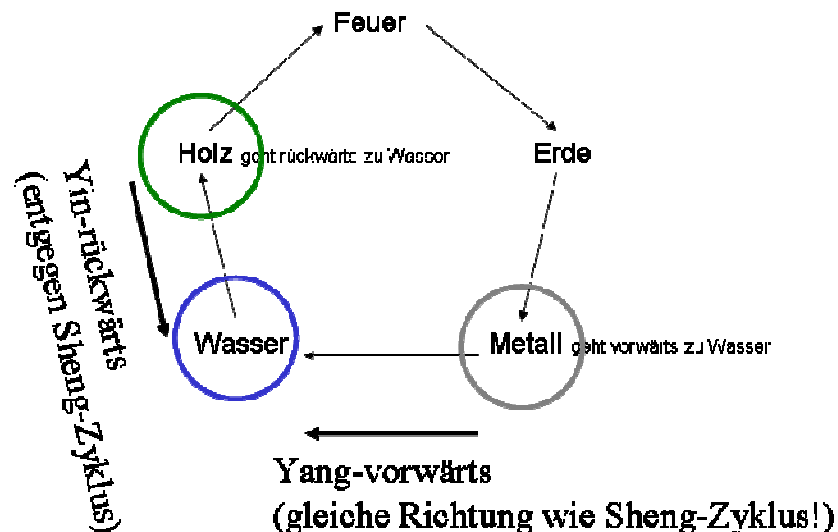 Feuer
Holz geht rückwärts zu Wasser
Erde
Yin-rückwärts
(entgegen Sheng-Zyklus)
Wasser
Metall geht vorwärts zu Wasser
Yang-vorwärts
(gleiche Richtung wie Sheng-Zyklus!)